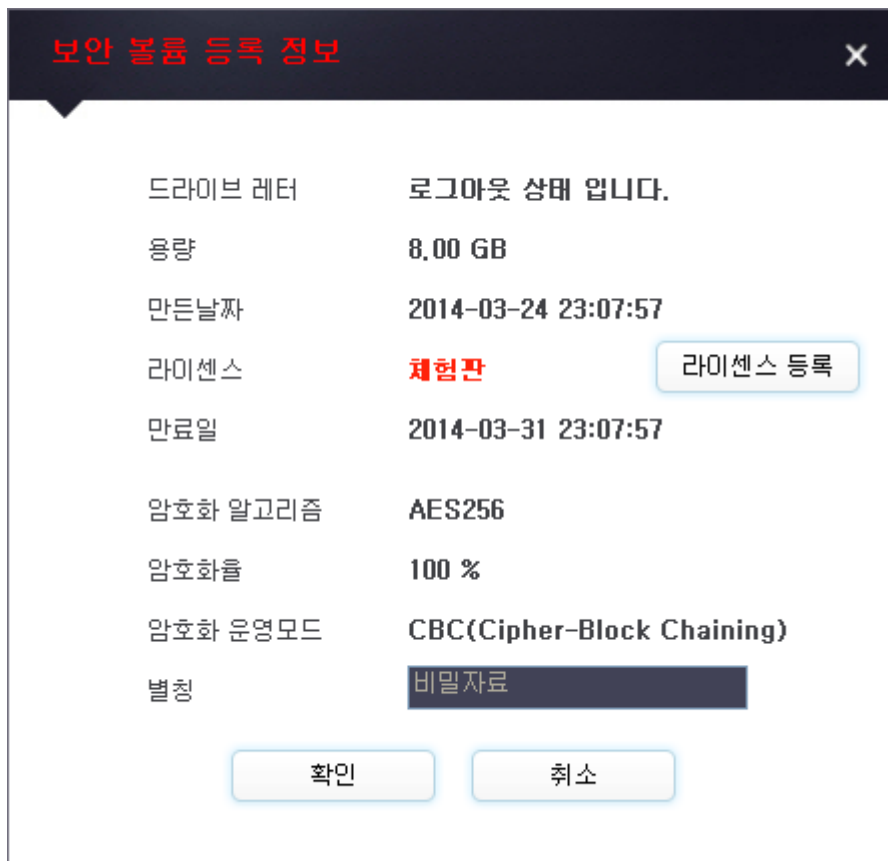 보안 볼륨 등록 정보
드라이브 레터 로그아웃 상태 입니다.
용량 8.00 GB
만든날짜 2014-03-24 23:07:57
라이센스 체험판 라이센스 등록
만료일 2014-03-31 23:07:57
암호화 알고리즘 AES256
암호화율 100 %
암호화 운영모드 CBC(Cipher-Block Chaining)
별칭 비밀자료
확인 취소